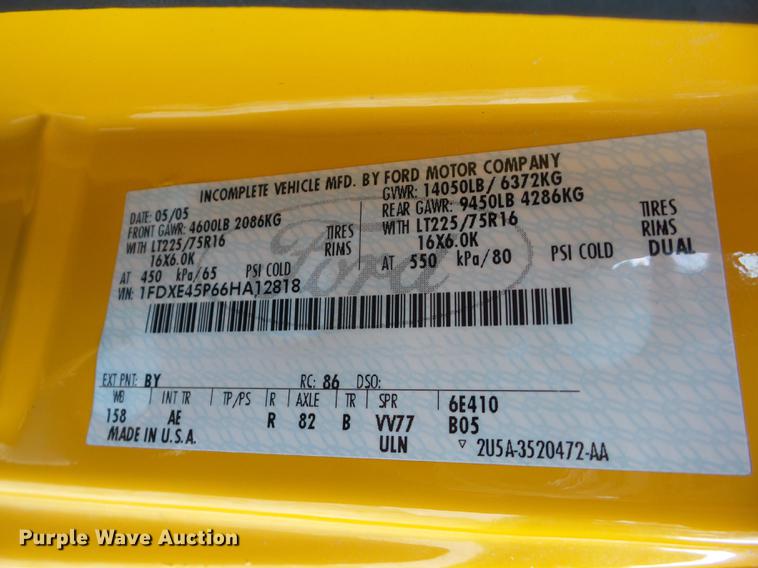 INCOMPLETE VEHICLE MFD. BY FORD MOTOR COMPANY
DATE: 05/05 GVWR: 14050LB/ 6372KG
FRONT GAWR: 4600LB 2086KG REAR GAWR: 9450LB 4286KG
WITH LT225/75R16 TIRES WITH LT225/75R16 TIRES
16X6.0K RIMS 16X6.0K RIMS
AT 450 kPa/65 PSI COLD AT 550 kPa/80 PSI COLD DUAL
VIN: 1FDXE45P66HA12818
Ford
EXT PNT: BY RC: 86 DSO:
WB INT TR TP/PS R AXLE TR SPR 6E410
158 AE R 82 B VV77 B05
MADE IN U.S.A. ULN ▽ 2U5A-3520472-AA
Purple Wave Auction